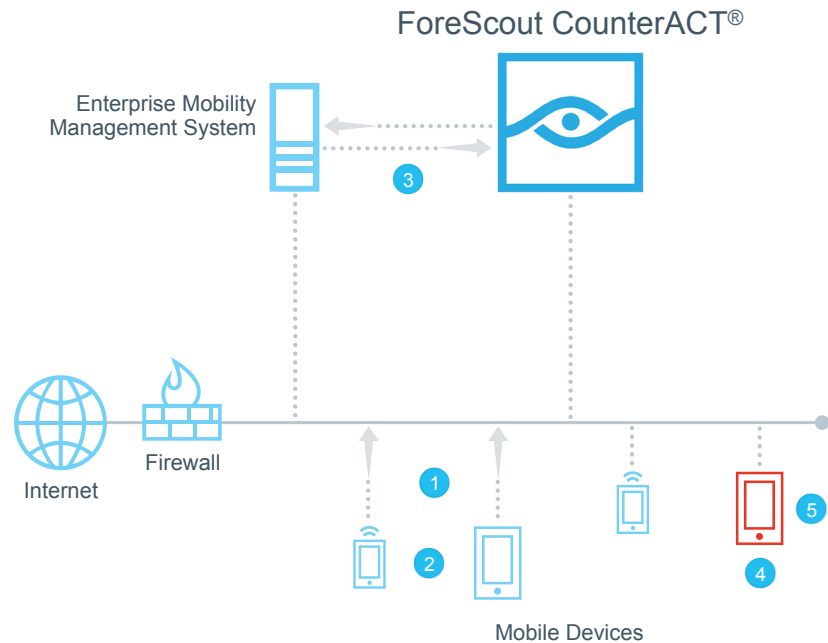 ForeScout CounterACT®
Enterprise Mobility
Management System
3
Firewall
Internet
1
2
5
4
Mobile Devices